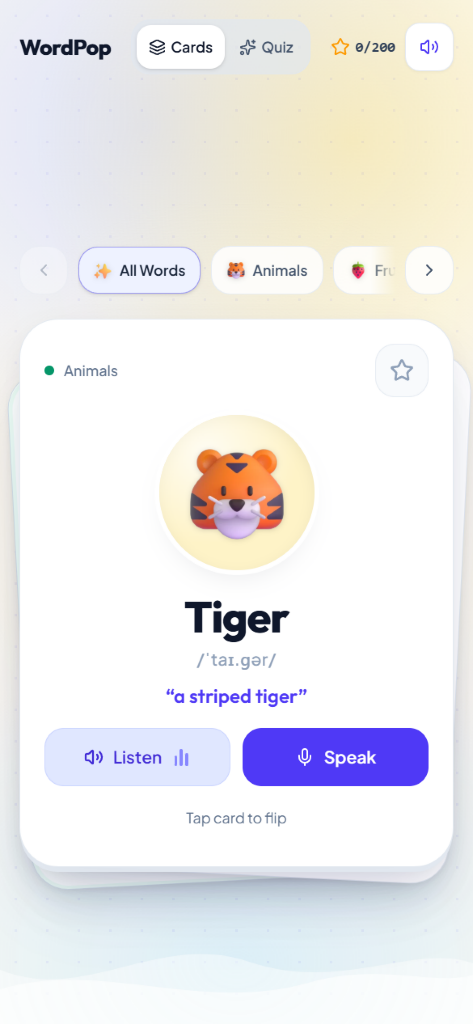 WordPop
Cards
Quiz
0/200
All Words
Animals
Fru
Animals
Tiger
/ˈtaɪ.ɡər/
“a striped tiger”
Listen
Speak
Tap card to flip